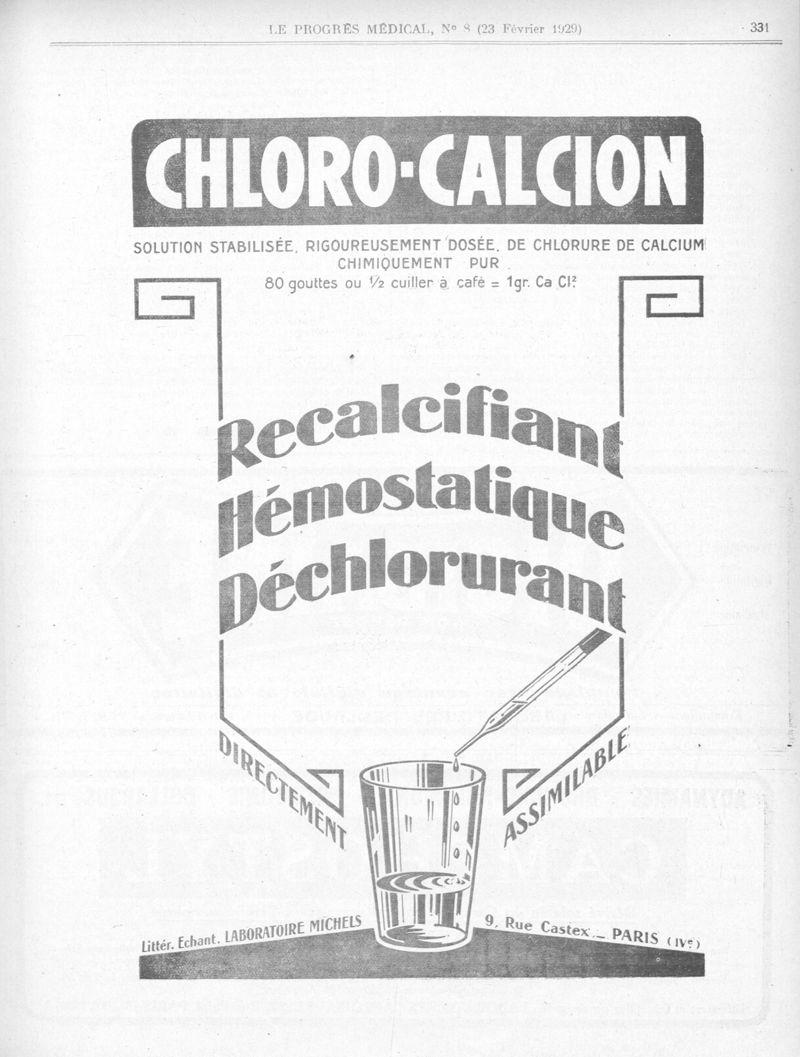 LE PROGRÈS MÉDICAL, Nº 8 (23 Février 1929)
331
CHLORO-CALCION
SOLUTION STABILISÉE, RIGOUREUSEMENT DOSÉE, DE CHLORURE DE CALCIUM
CHIMIQUEMENT PUR
80 gouttes ou ½ cuiller à café = 1gr. Ca Cl²
Recalcifiant
Hémostatique
Déchlorurant
DIRECTEMENT
ASSIMILABLE
Littér. Echant. LABORATOIRE MICHELS
9, Rue Castex _ PARIS (IVe)